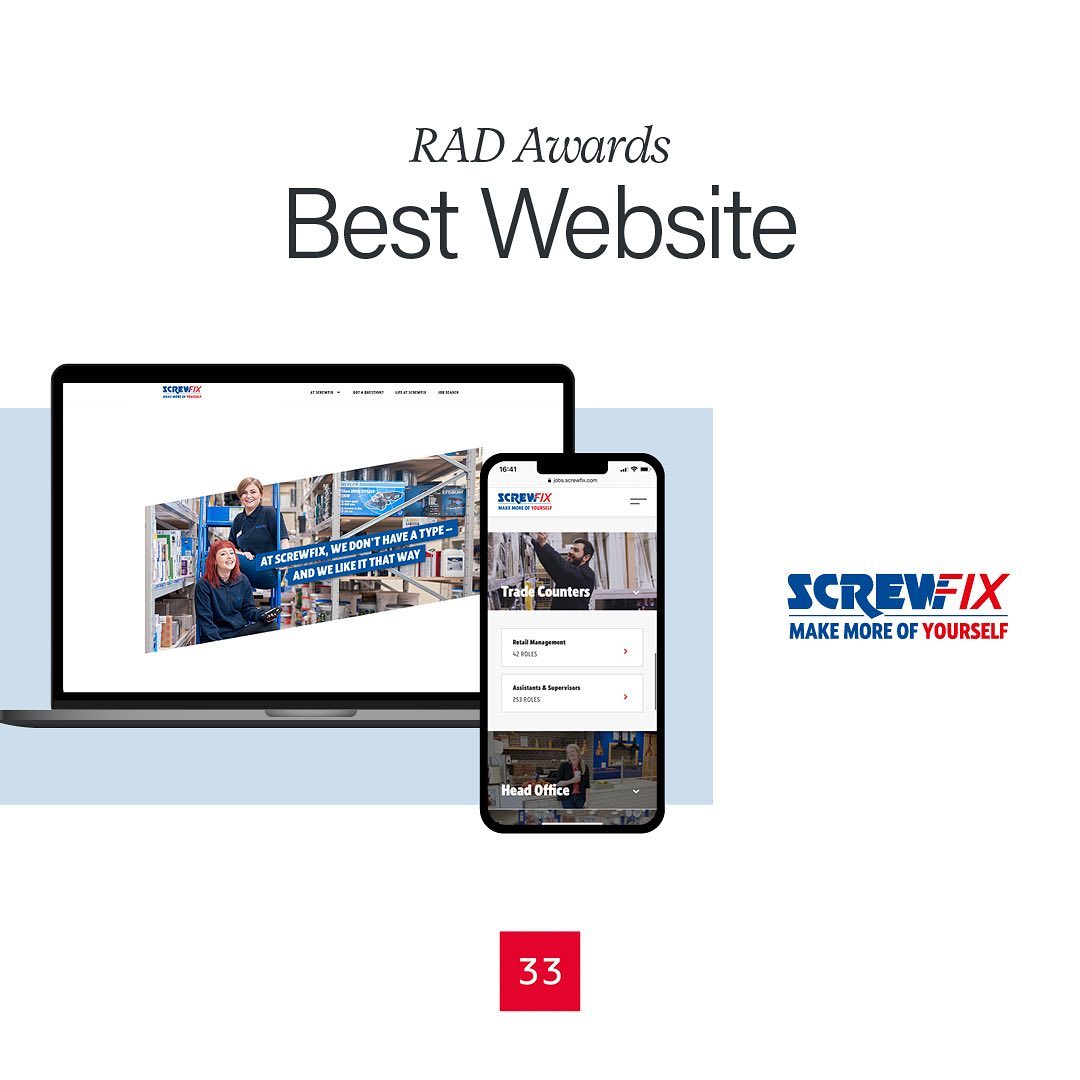 RAD Awards
Best Website
SCREWFIX
MAKE MORE OF YOURSELF
AT SCREWFIX
GOT A QUESTION?
LIFE AT SCREWFIX
JOB SEARCH
AT SCREWFIX, WE DON'T HAVE A TYPE –
AND WE LIKE IT THAT WAY
16:41
jobs.screwfix.com
SCREWFIX
MAKE MORE OF YOURSELF
Trade Counters
Retail Management
42 ROLES
Assistants & Supervisors
253 ROLES
Head Office
SCREWFIX
MAKE MORE OF YOURSELF
33